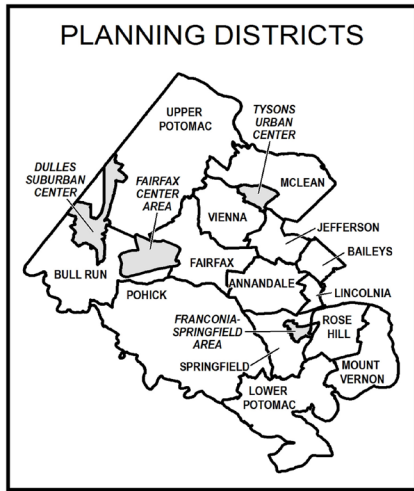 PLANNING DISTRICTS
UPPER
POTOMAC
TYSONS
URBAN
CENTER
DULLES
SUBURBAN
CENTER
FAIRFAX
CENTER
AREA
MCLEAN
VIENNA
JEFFERSON
BAILEYS
BULL RUN
FAIRFAX
ANNANDALE
LINCOLNIA
POHICK
FRANCONIA-
SPRINGFIELD
AREA
ROSE
HILL
SPRINGFIELD
MOUNT
VERNON
LOWER
POTOMAC